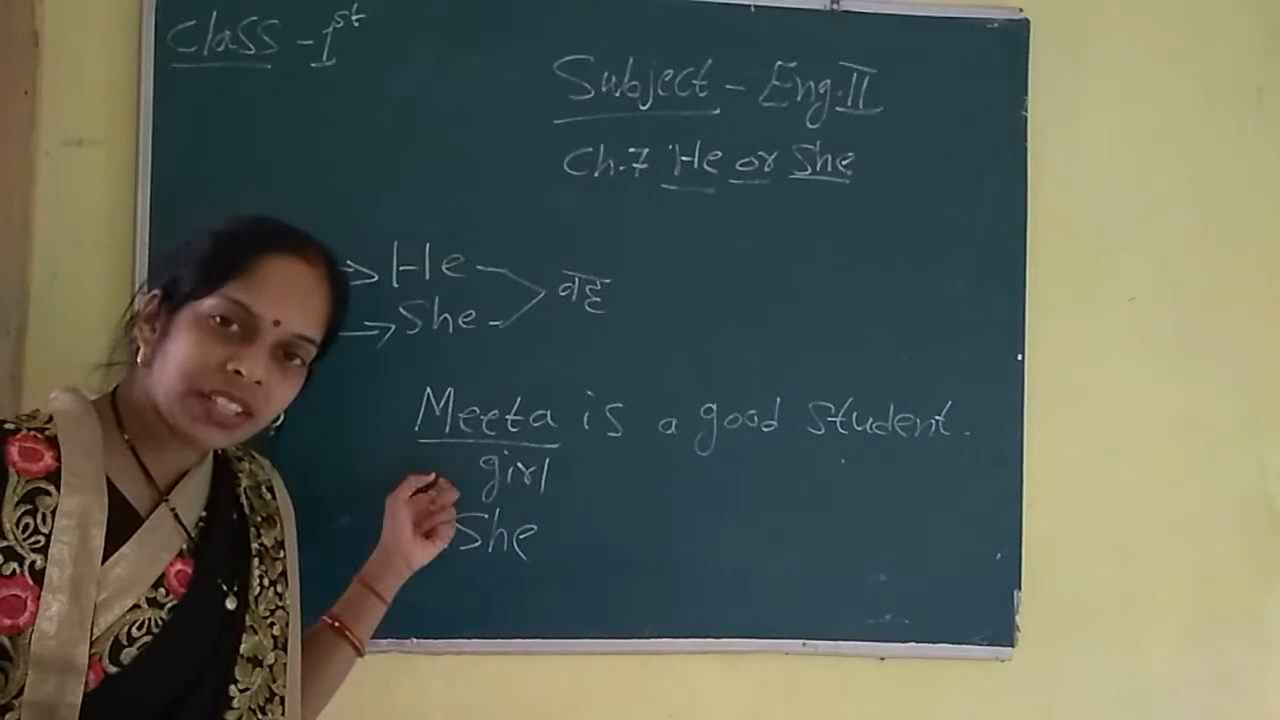 Class - 1st
Subject - Eng. II
Ch. 7 He or She
He
She
वह
Meeta is a good student.
girl
She